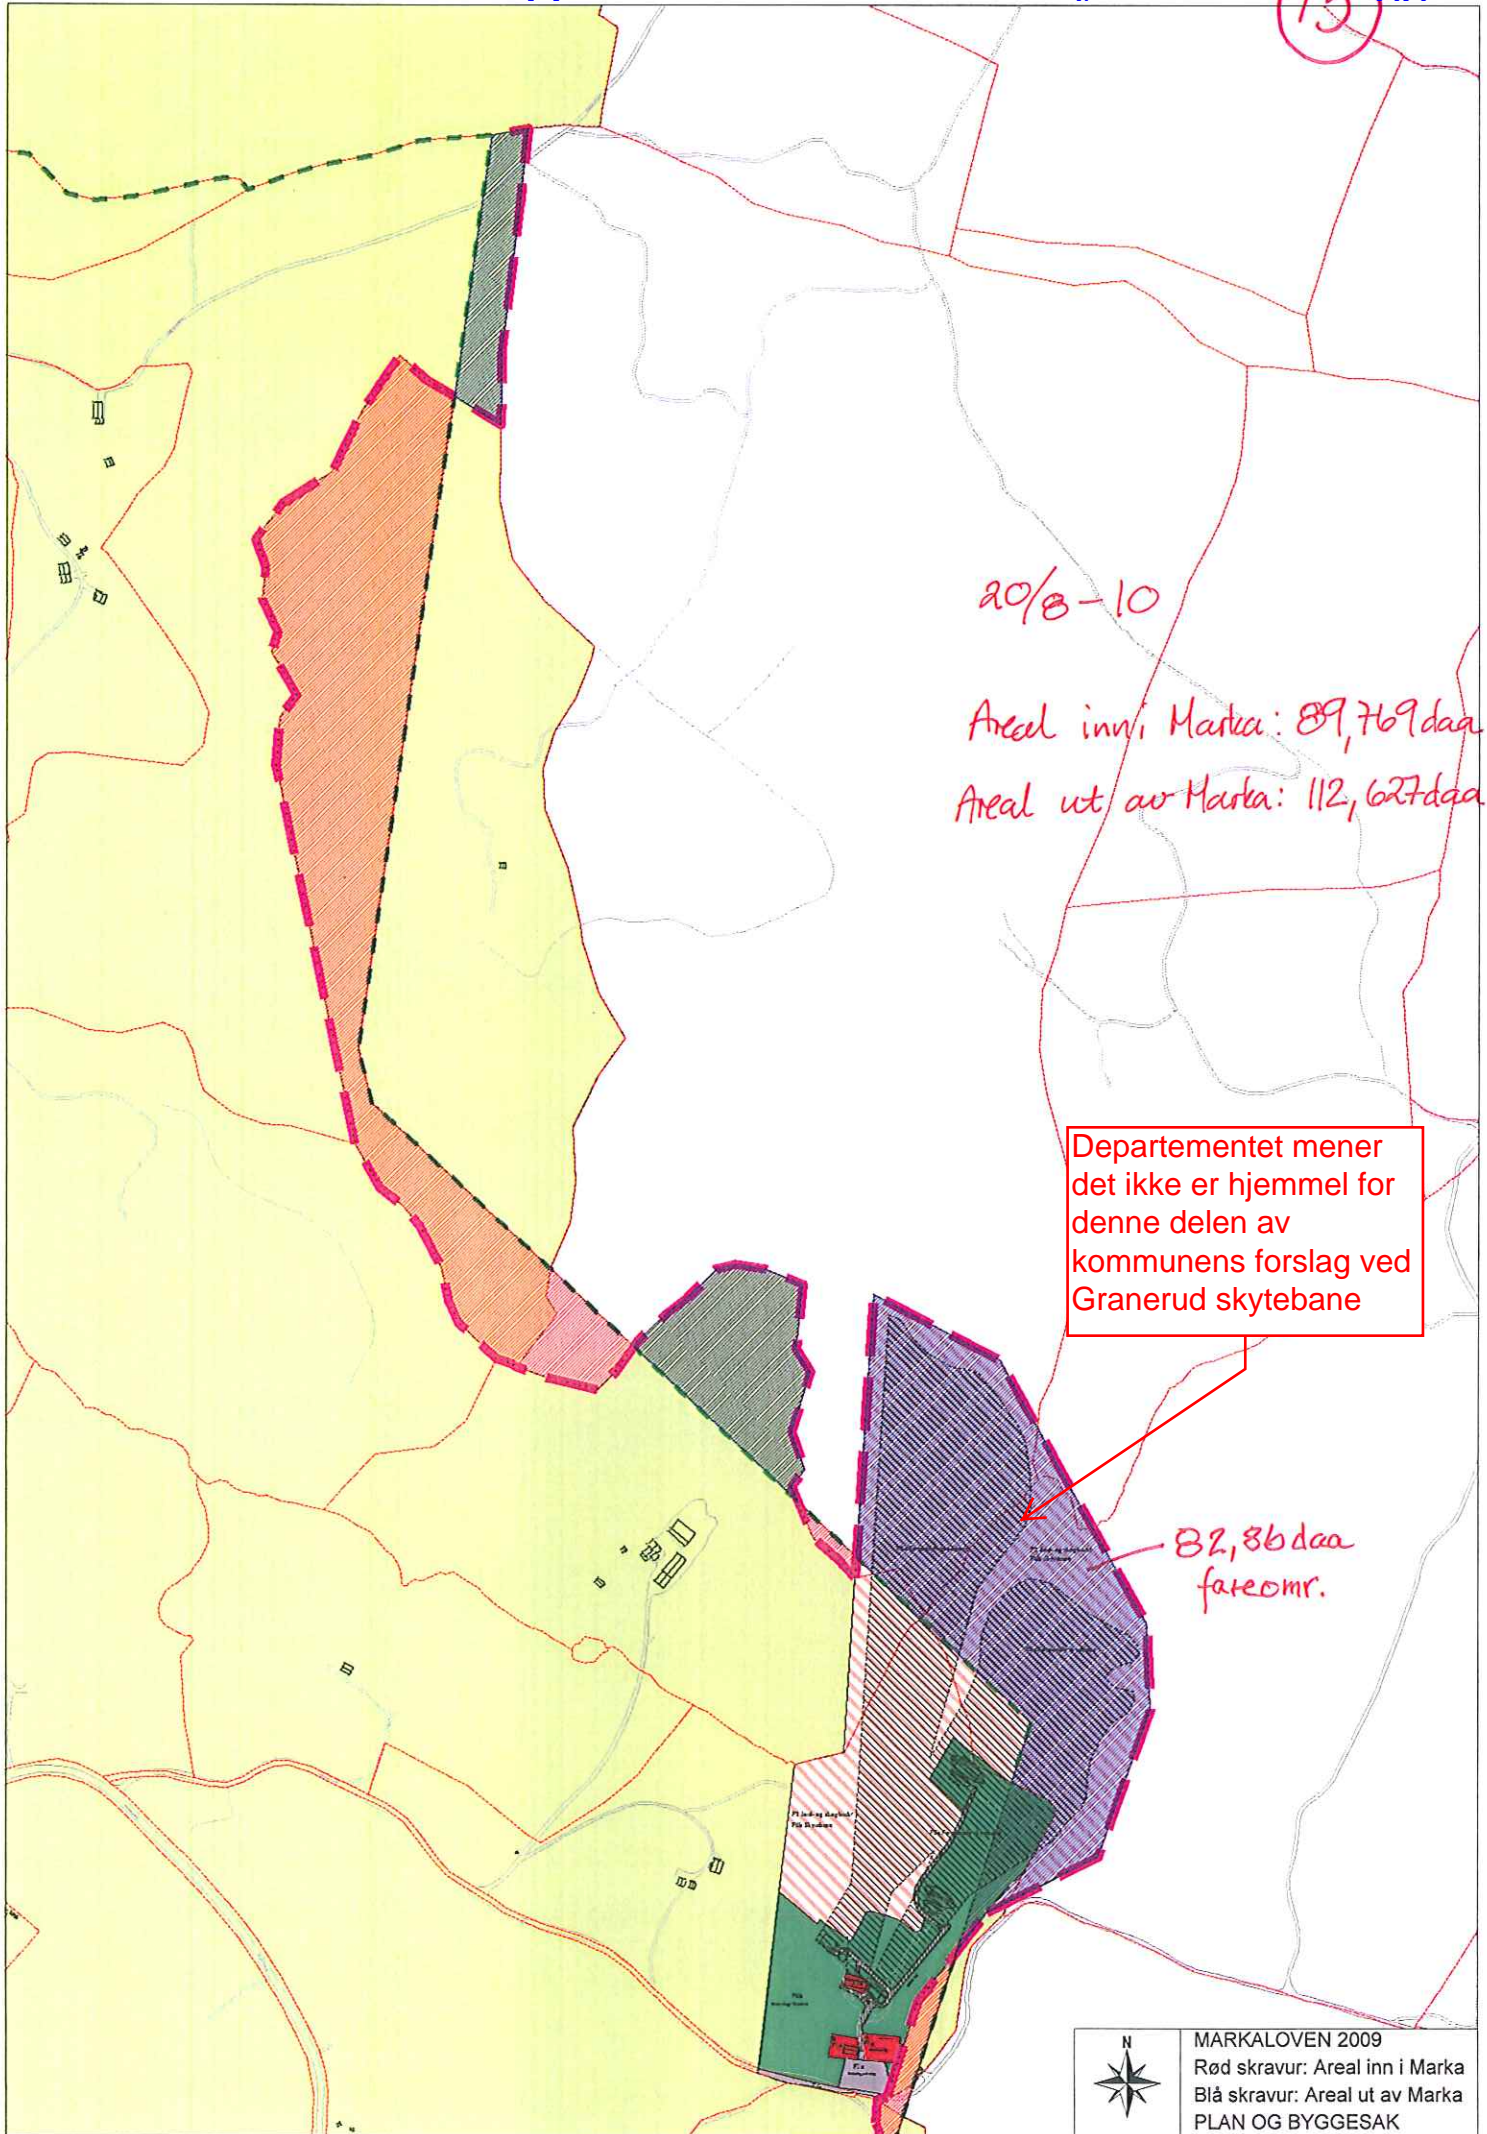 15
20/8-10
Areal inn i Marka: 89,769 daa
Areal ut av Marka: 112,627 daa
Departementet mener
det ikke er hjemmel for
denne delen av
kommunens forslag ved
Granerud skytebane
82,86 daa
fareomr.
N
MARKALOVEN 2009
Rød skravur: Areal inn i Marka
Blå skravur: Areal ut av Marka
PLAN OG BYGGESAK